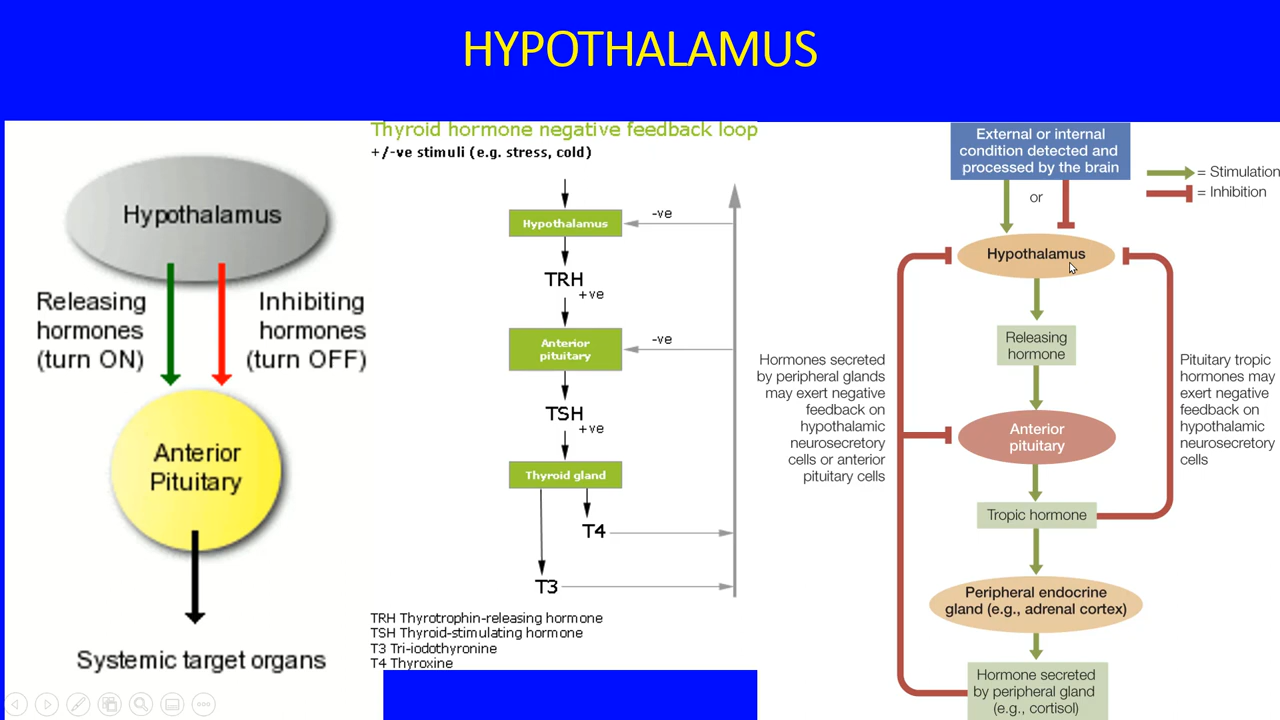 HYPOTHALAMUS
Hypothalamus
Releasing
hormones
(turn ON)
Inhibiting
hormones
(turn OFF)
Anterior
Pituitary
Systemic target organs
Thyroid hormone negative feedback loop
+/-ve stimuli (e.g. stress, cold)
Hypothalamus
-ve
TRH
+ve
Anterior
pituitary
-ve
TSH
+ve
Thyroid gland
T4
T3
TRH Thyrotrophin-releasing hormone
TSH Thyroid-stimulating hormone
T3 Tri-iodothyronine
T4 Thyroxine
External or internal
condition detected and
processed by the brain
= Stimulation
= Inhibition
or
Hypothalamus
Releasing
hormone
Hormones secreted
by peripheral glands
may exert negative
feedback on
hypothalamic
neurosecretory
cells or anterior
pituitary cells
Pituitary tropic
hormones may
exert negative
feedback on
hypothalamic
neurosecretory
cells
Anterior
pituitary
Tropic hormone
Peripheral endocrine
gland (e.g., adrenal cortex)
Hormone secreted
by peripheral gland
(e.g., cortisol)